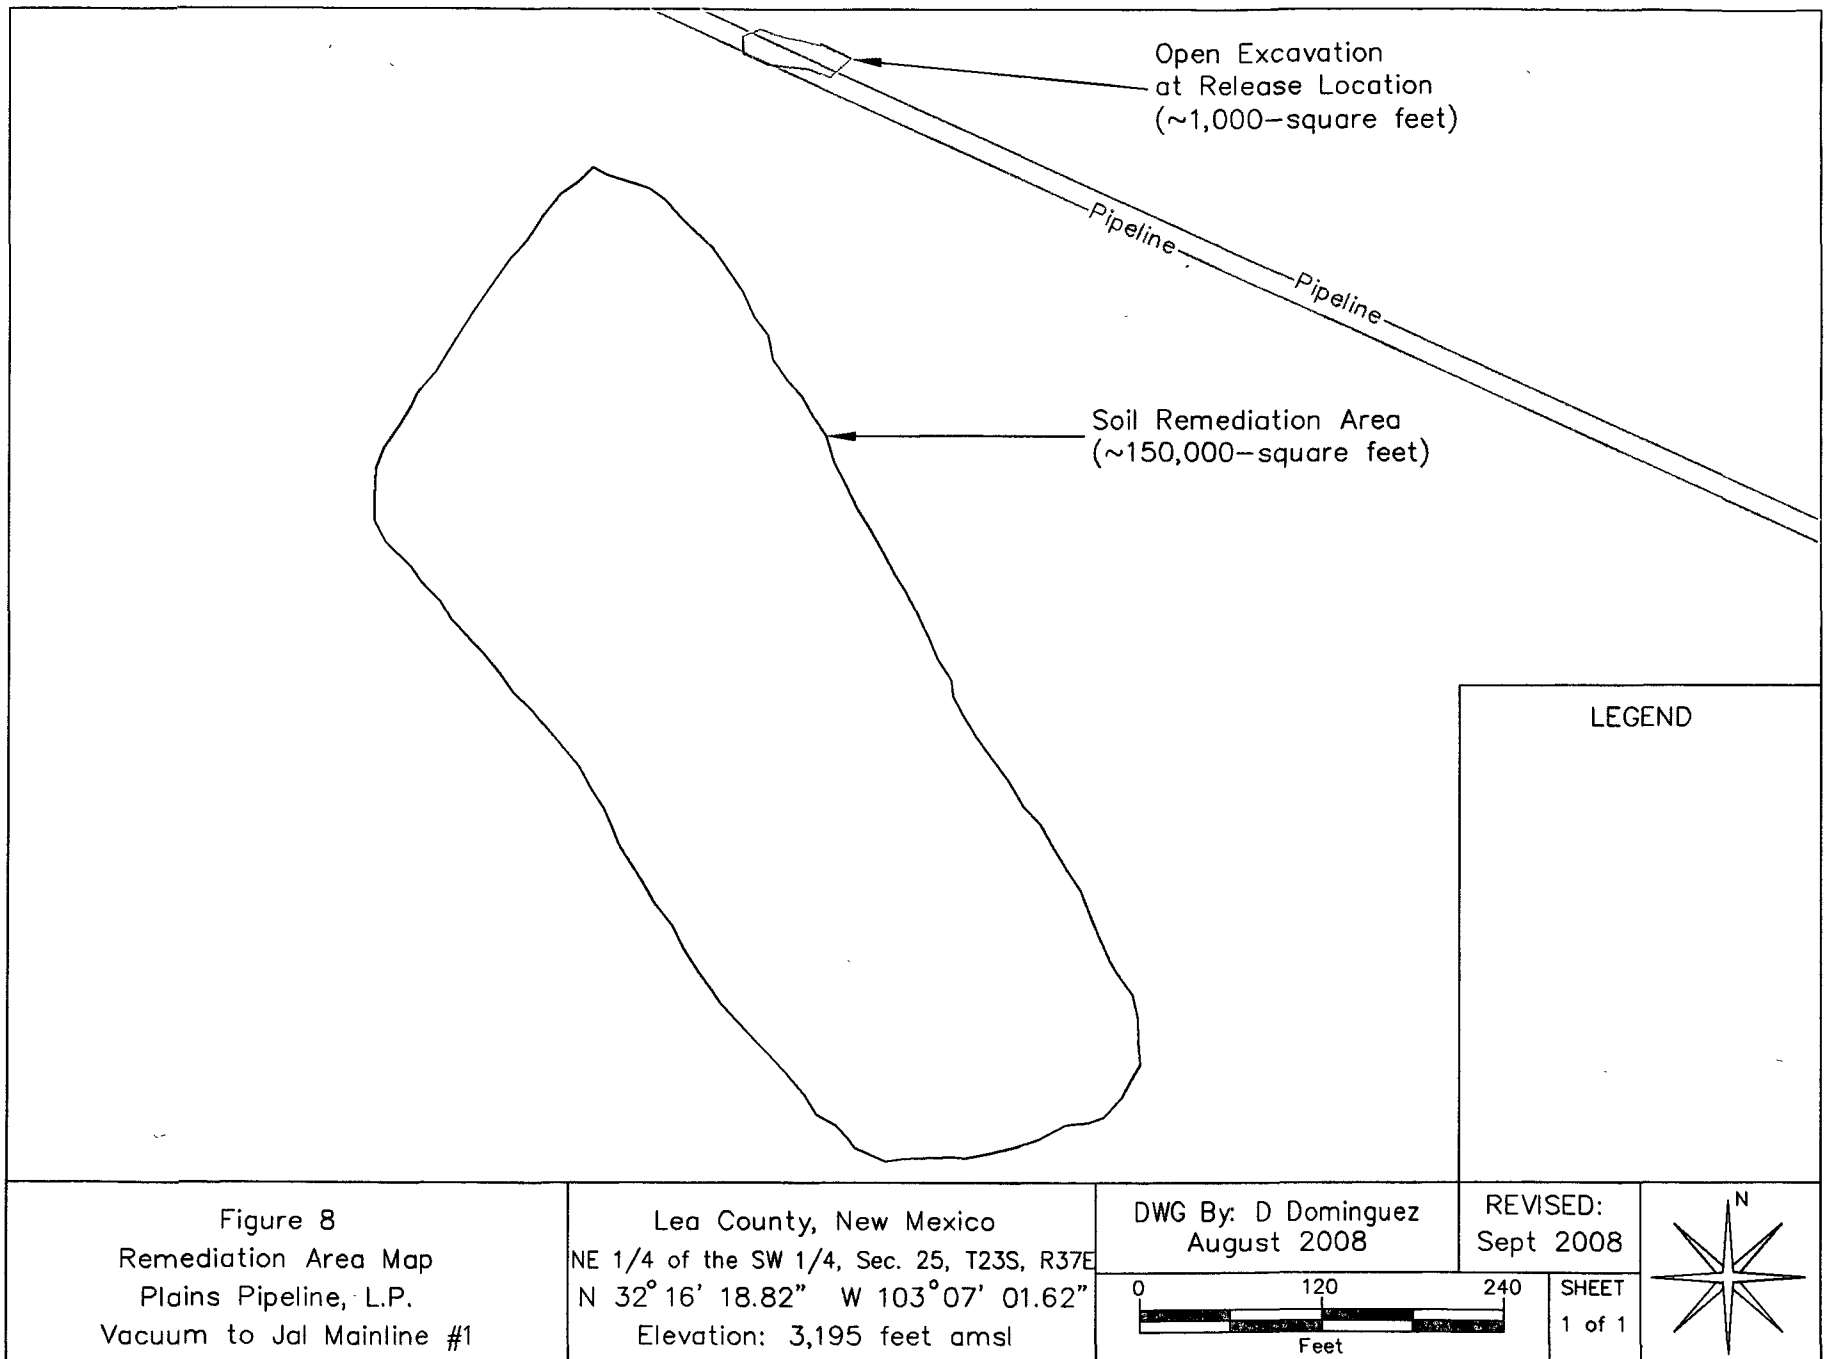 Open Excavation
at Release Location
(~1,000-square feet)
Pipeline
Pipeline
Soil Remediation Area
(~150,000-square feet)
LEGEND
Figure 8
Remediation Area Map
Plains Pipeline, L.P.
Vacuum to Jal Mainline #1
Lea County, New Mexico
NE 1/4 of the SW 1/4, Sec. 25, T23S, R37E
N 32° 16' 18.82" W 103°07' 01.62"
Elevation: 3,195 feet amsl
DWG By: D Dominguez
August 2008
REVISED:
Sept 2008
0 120 240
Feet
SHEET
1 of 1
N